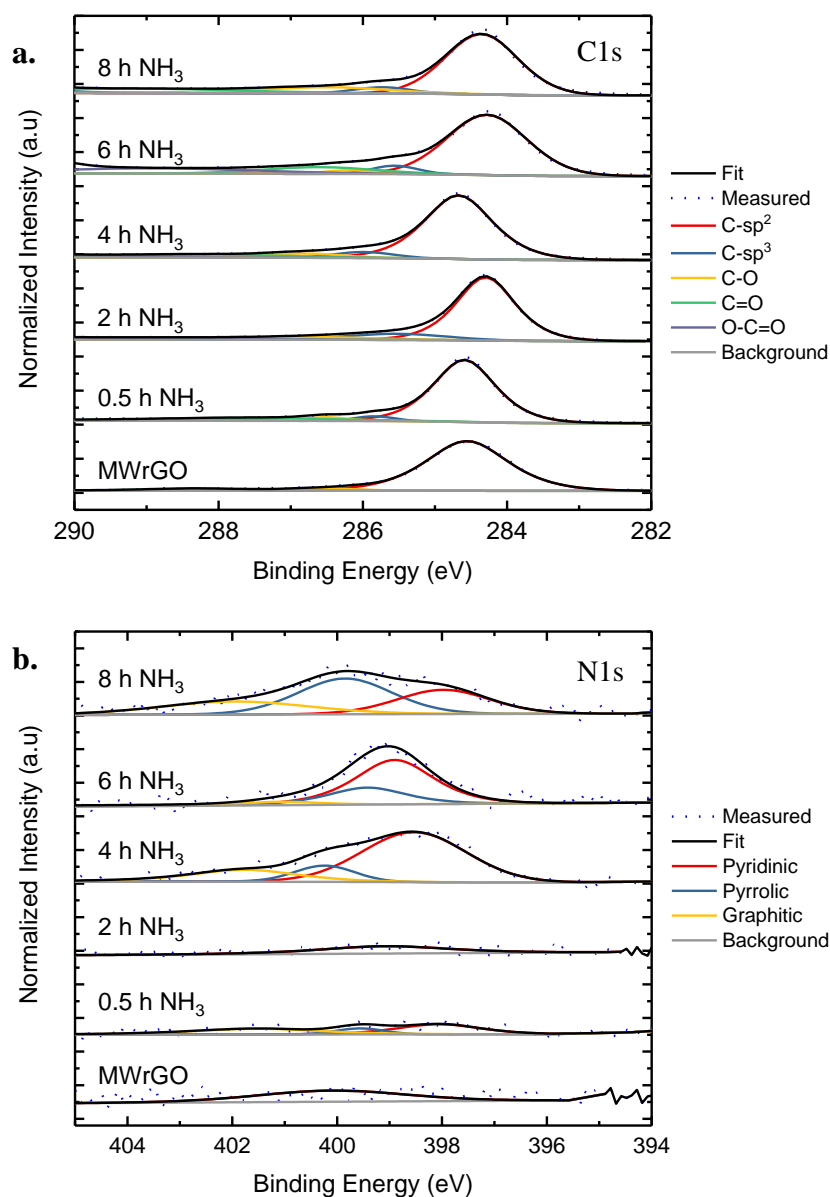 a.
C1s
8 h NH₃
6 h NH₃
4 h NH₃
2 h NH₃
0.5 h NH₃
MWrGO
Normalized Intensity (a.u)
290 288 286 284 282
Binding Energy (eV)
Fit
Measured
C-sp²
C-sp³
C-O
C=O
O-C=O
Background
b.
N1s
8 h NH₃
6 h NH₃
4 h NH₃
2 h NH₃
0.5 h NH₃
MWrGO
Normalized Intensity (a.u)
404 402 400 398 396 394
Binding Energy (eV)
Measured
Fit
Pyridinic
Pyrrolic
Graphitic
Background